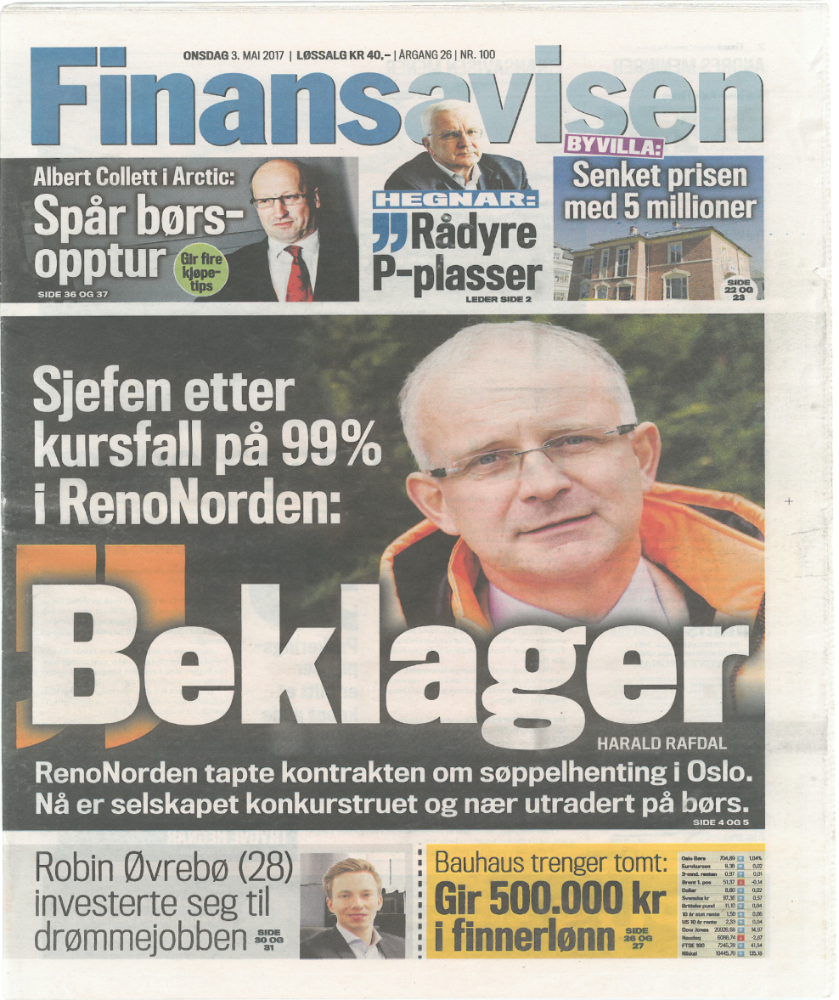 ONSDAG 3. MAI 2017 | LØSSALG KR 40,– | ÅRGANG 26 | NR. 100
Finansavisen
Albert Collett i Arctic:
Spår børs-
opptur
Gir fire
kjøpe-
tips
SIDE 36 OG 37
HEGNAR:
”Rådyre
P-plasser
LEDER SIDE 2
BYVILLA:
Senket prisen
med 5 millioner
SIDE
22 OG
23
Sjefen etter
kursfall på 99%
i RenoNorden:
”Beklager
HARALD RAFDAL
RenoNorden tapte kontrakten om søppelhenting i Oslo.
Nå er selskapet konkurstruet og nær utradert på børs.
SIDE 4 OG 5
Robin Øvrebø (28)
investerte seg til
drømmejobben
SIDE
30 OG
31
Bauhaus trenger tomt:
Gir 500.000 kr
i finnerlønn
SIDE
26 OG
27
Oslo Børs 704,89 1,04%
Eurokursen 9,38 0,02
3-mnd. renten 0,97 0,01
Brent 1. pos 51,37 -0,14
Dollar 8,60 0,02
Svenske kr 97,36 0,57
Britiske pund 11,10 0,04
10 år stat rente 1,50 0,06
US 10 år rente 2,33 0,04
Dow Jones 14,97
Nasdaq -2,87
FTSE 100 7245,28 41,34
Nikkei 19445,70 135,18